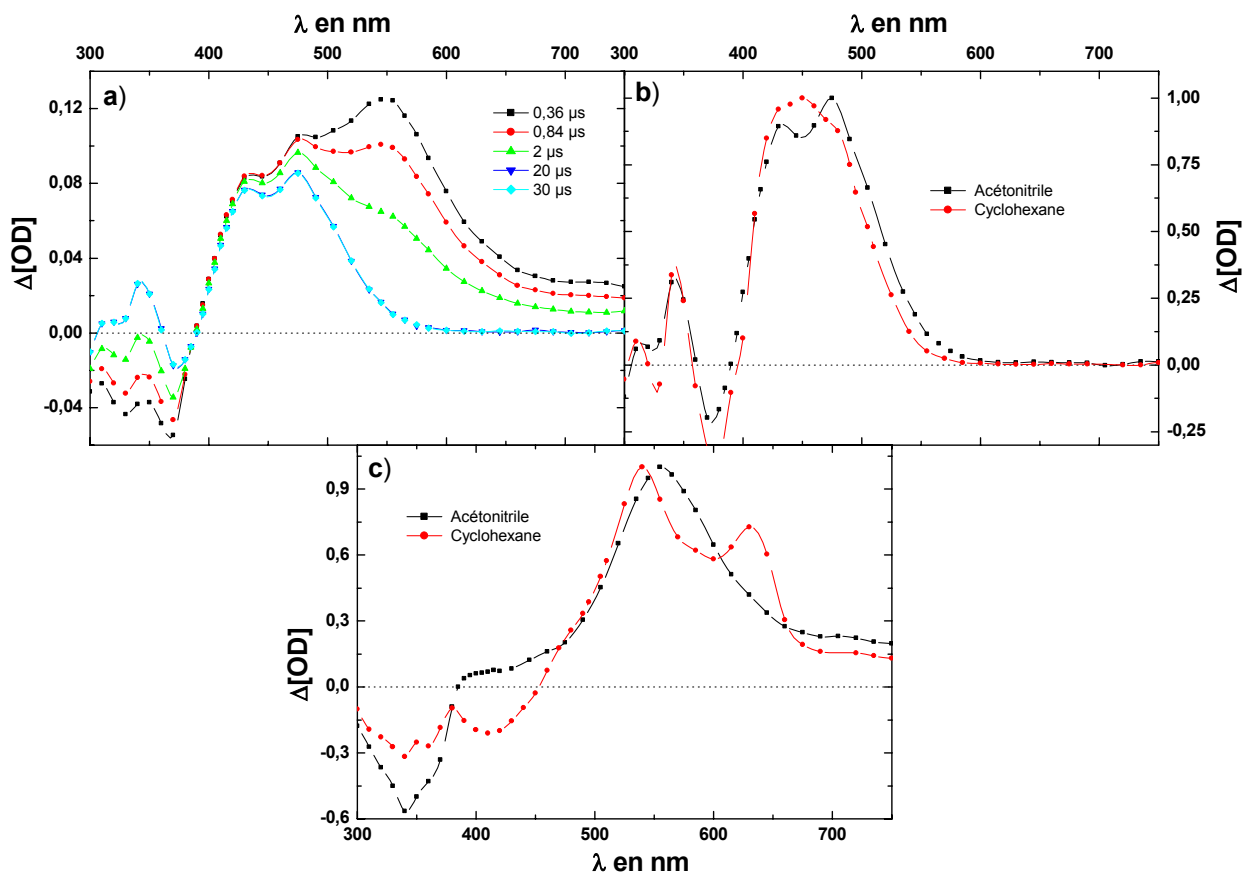 λ en nm
λ en nm
300 400 500 600 700
300 400 500 600 700
a)
0,36 µs
0,84 µs
2 µs
20 µs
30 µs
0,12
0,08
0,04
0,00
-0,04
Δ[OD]
b)
Acétonitrile
Cyclohexane
1,00
0,75
0,50
0,25
0,00
-0,25
Δ[OD]
c)
Acétonitrile
Cyclohexane
0,9
0,6
0,3
0,0
-0,3
-0,6
Δ[OD]
300 400 500 600 700
λ en nm